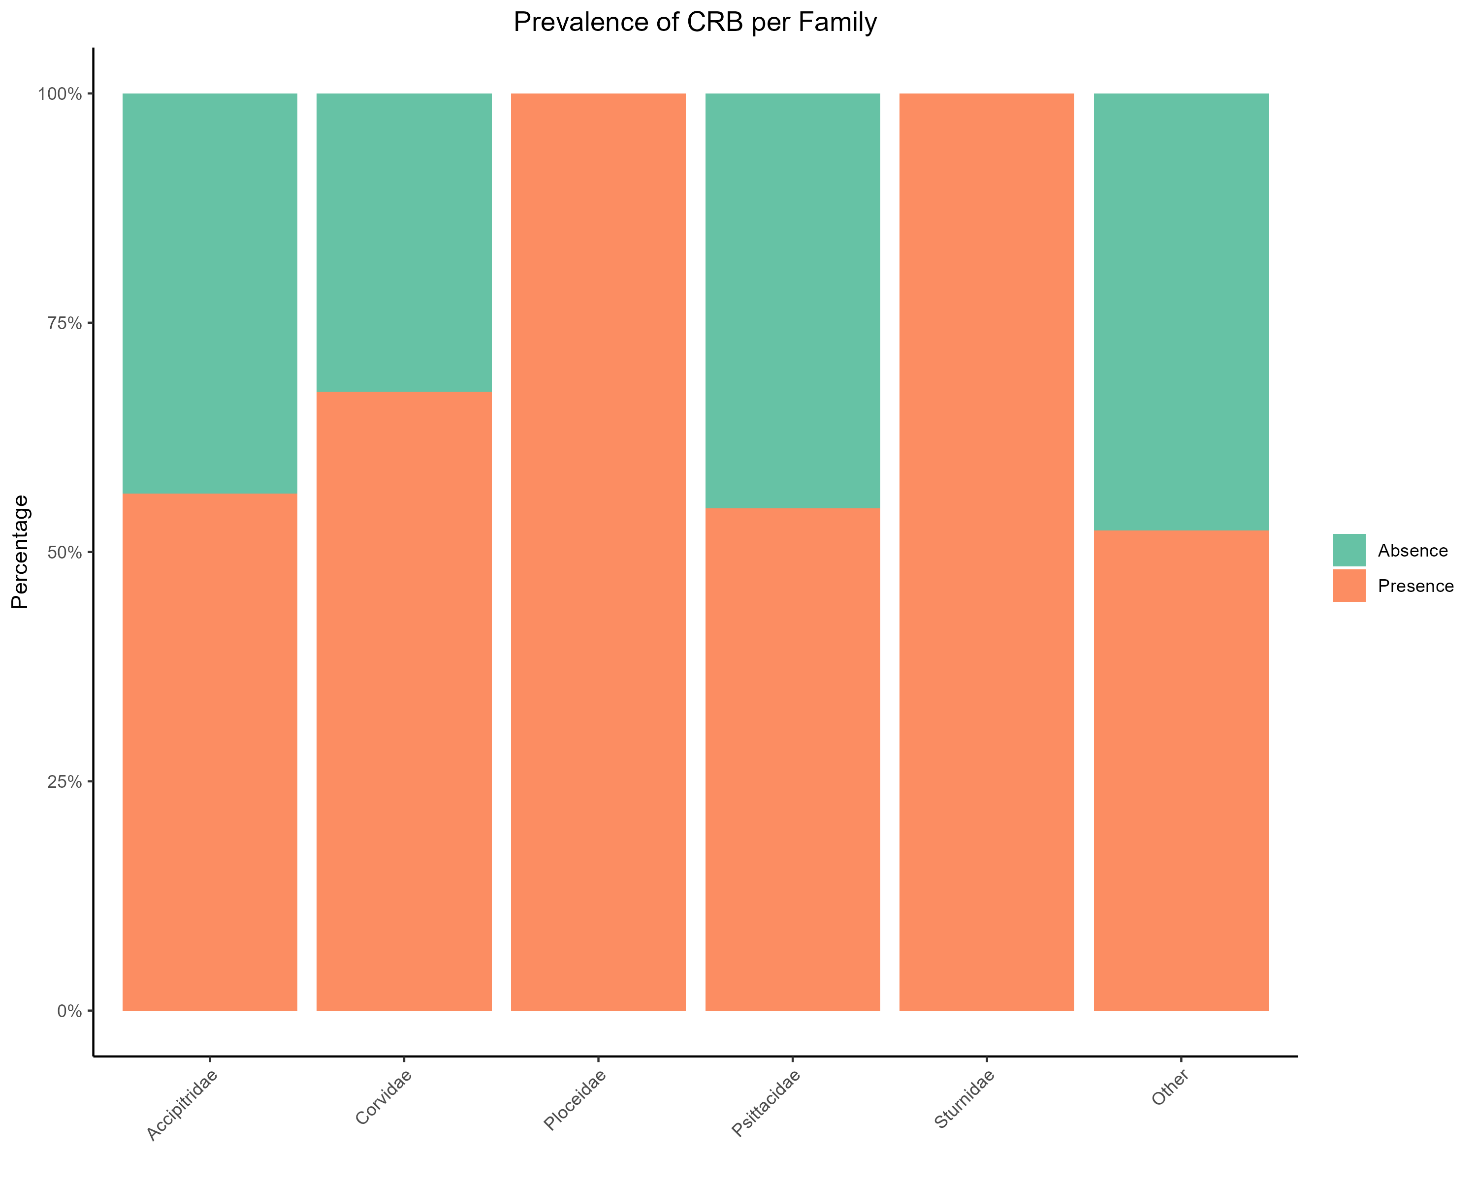 Prevalence of CRB per Family
Percentage
100%
75%
50%
25%
0%
Accipitridae
Corvidae
Ploceidae
Psittacidae
Sturnidae
Other
Absence
Presence